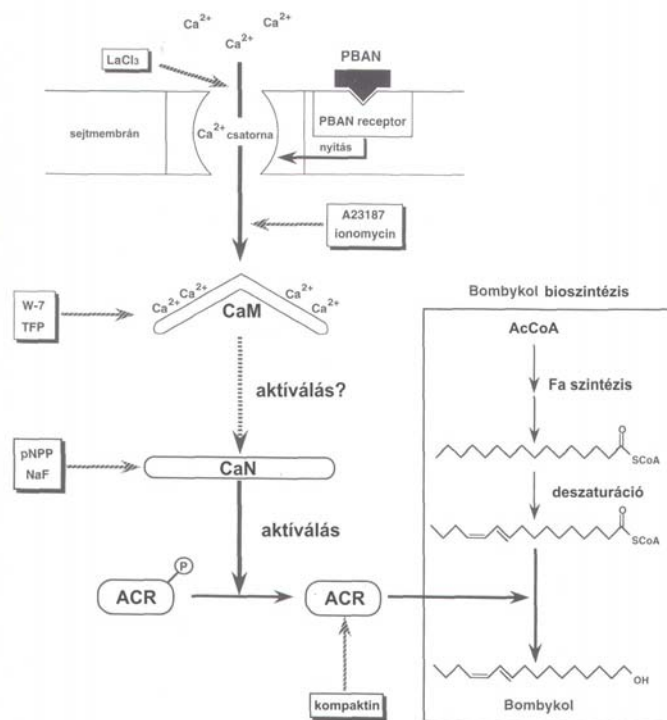 Ca²⁺
Ca²⁺
Ca²⁺
LaCl₃
PBAN
sejtmembrán
Ca²⁺ csatorna
PBAN receptor
nyitás
A23187
ionomycin
Ca²⁺
Ca²⁺
Ca²⁺
Ca²⁺
CaM
W-7
TFP
aktíválás?
pNPP
NaF
CaN
aktíválás
P
ACR
ACR
kompaktin
Bombykol bioszintézis
AcCoA
Fa szintézis
O
SCoA
deszaturáció
O
SCoA
OH
Bombykol